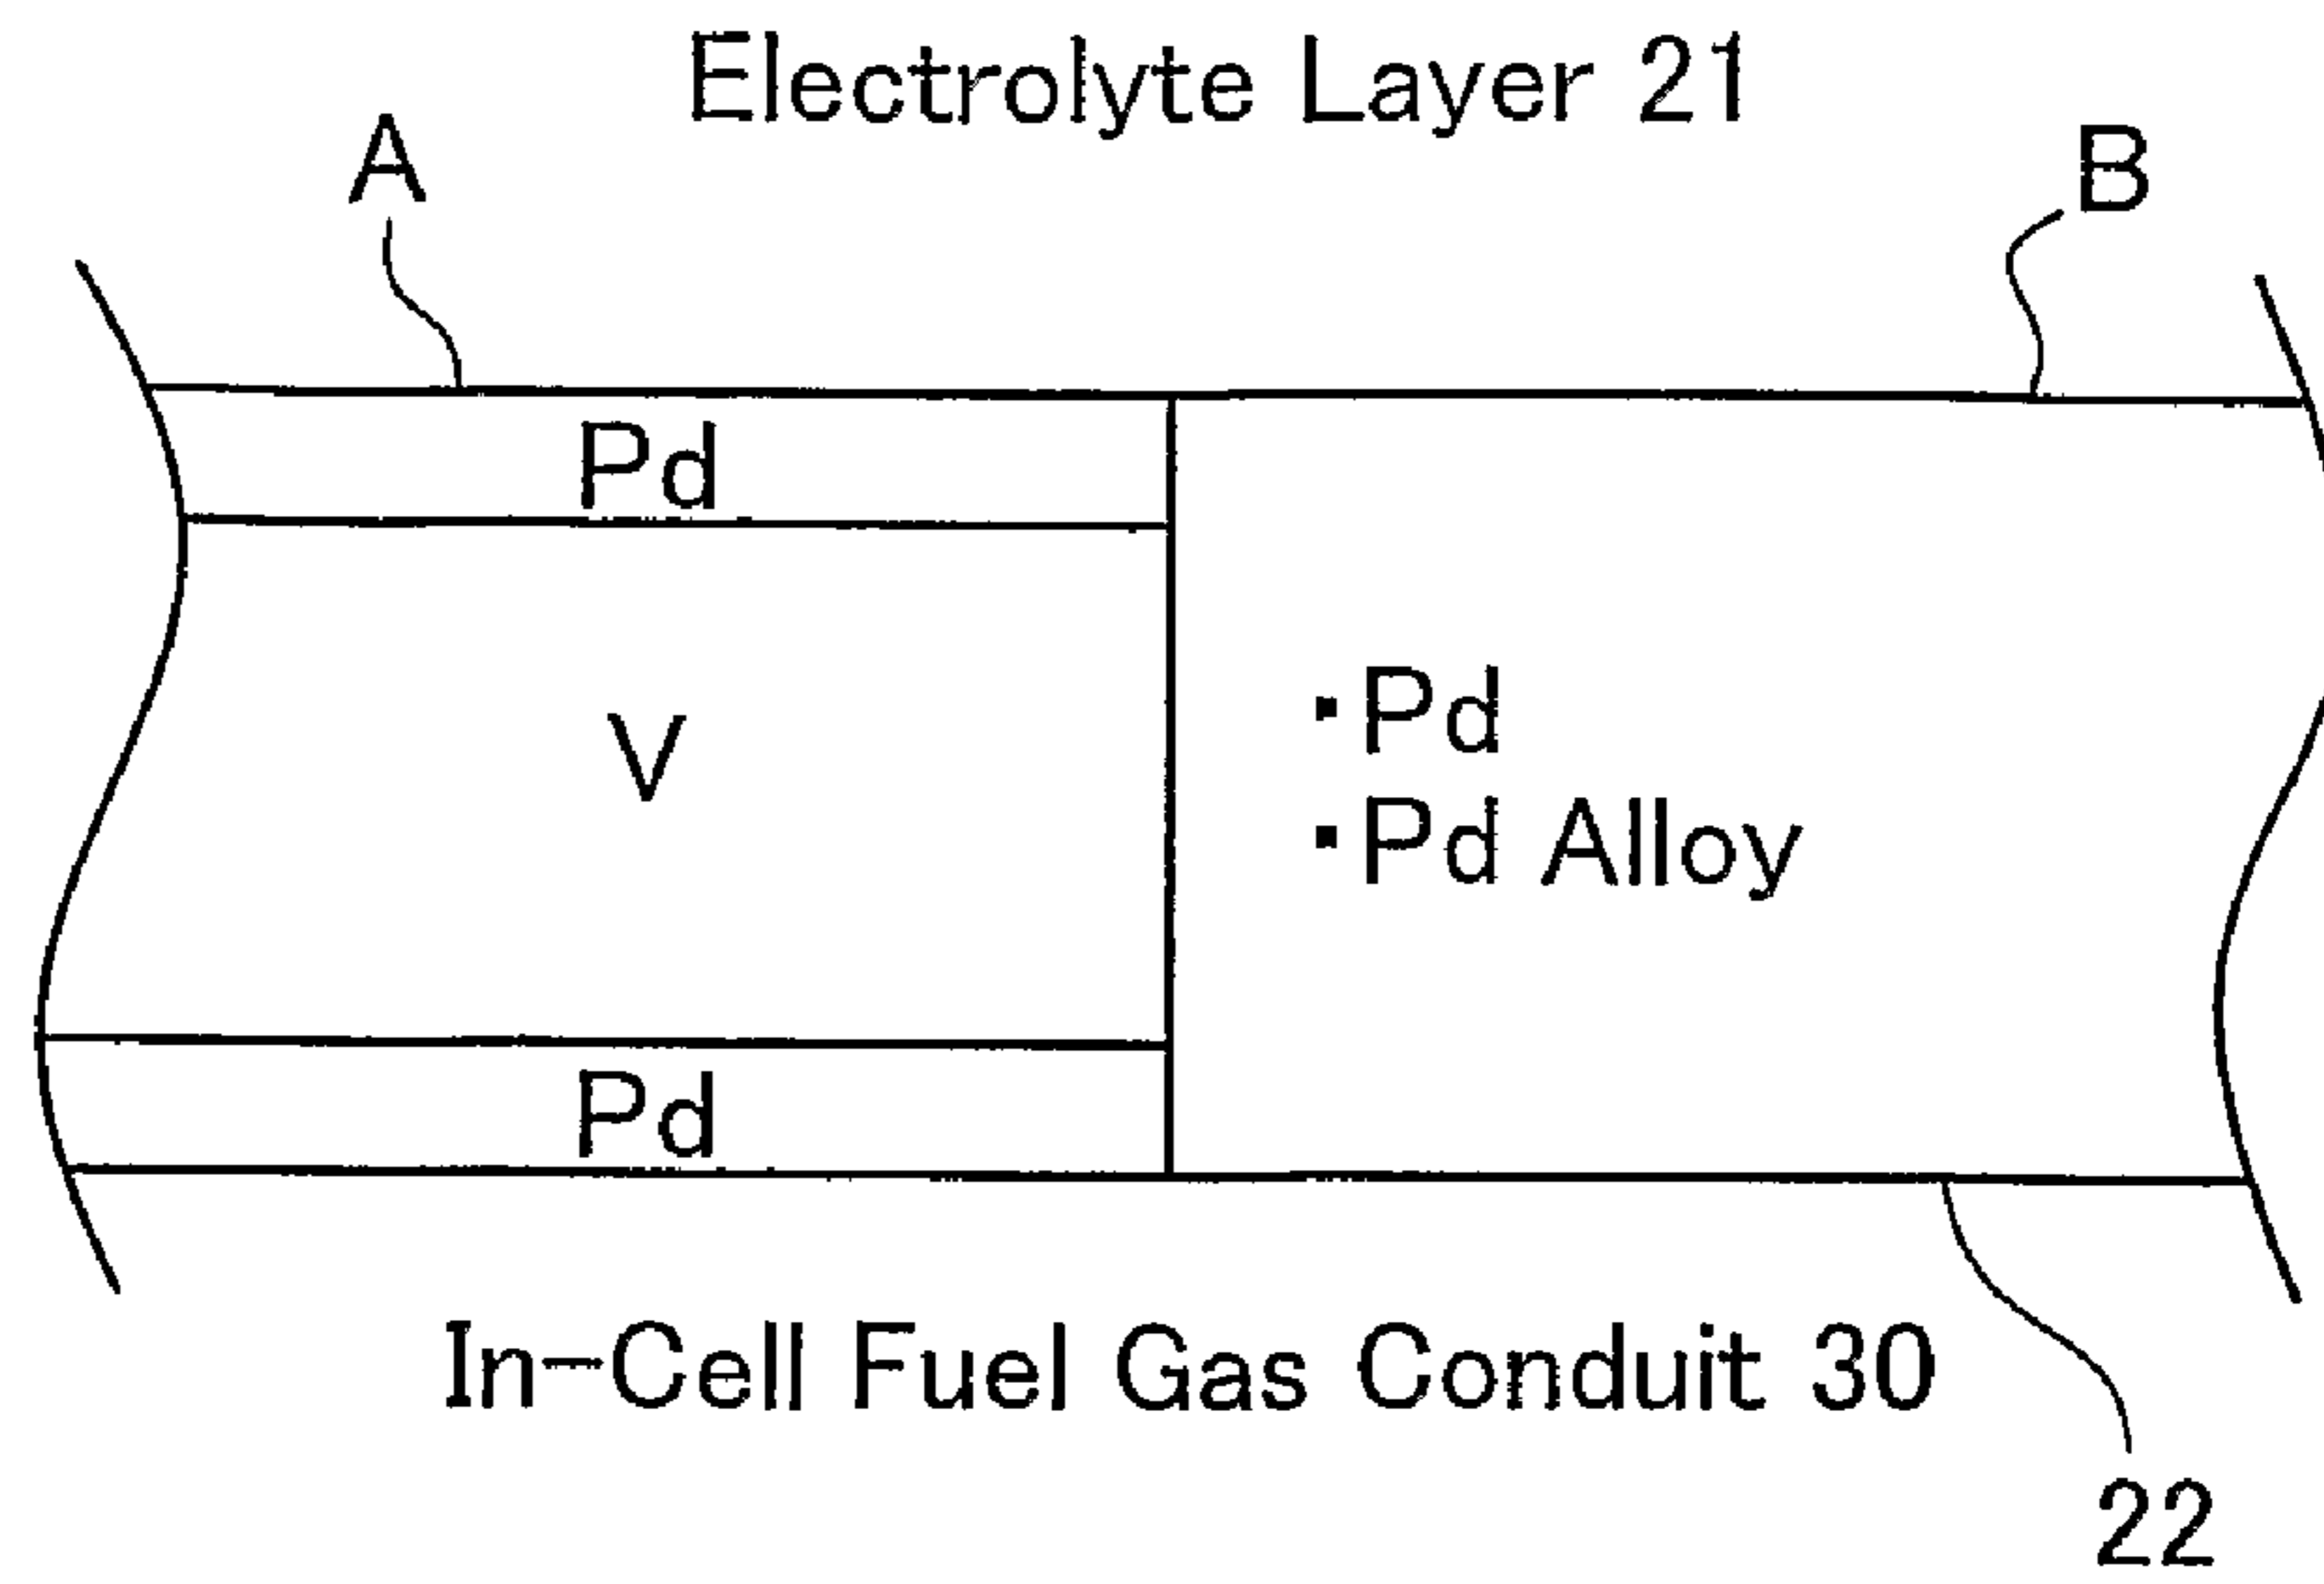 Electrolyte Layer 21
A
B
Pd
V
▪Pd
▪Pd Alloy
Pd
In-Cell Fuel Gas Conduit 30
22